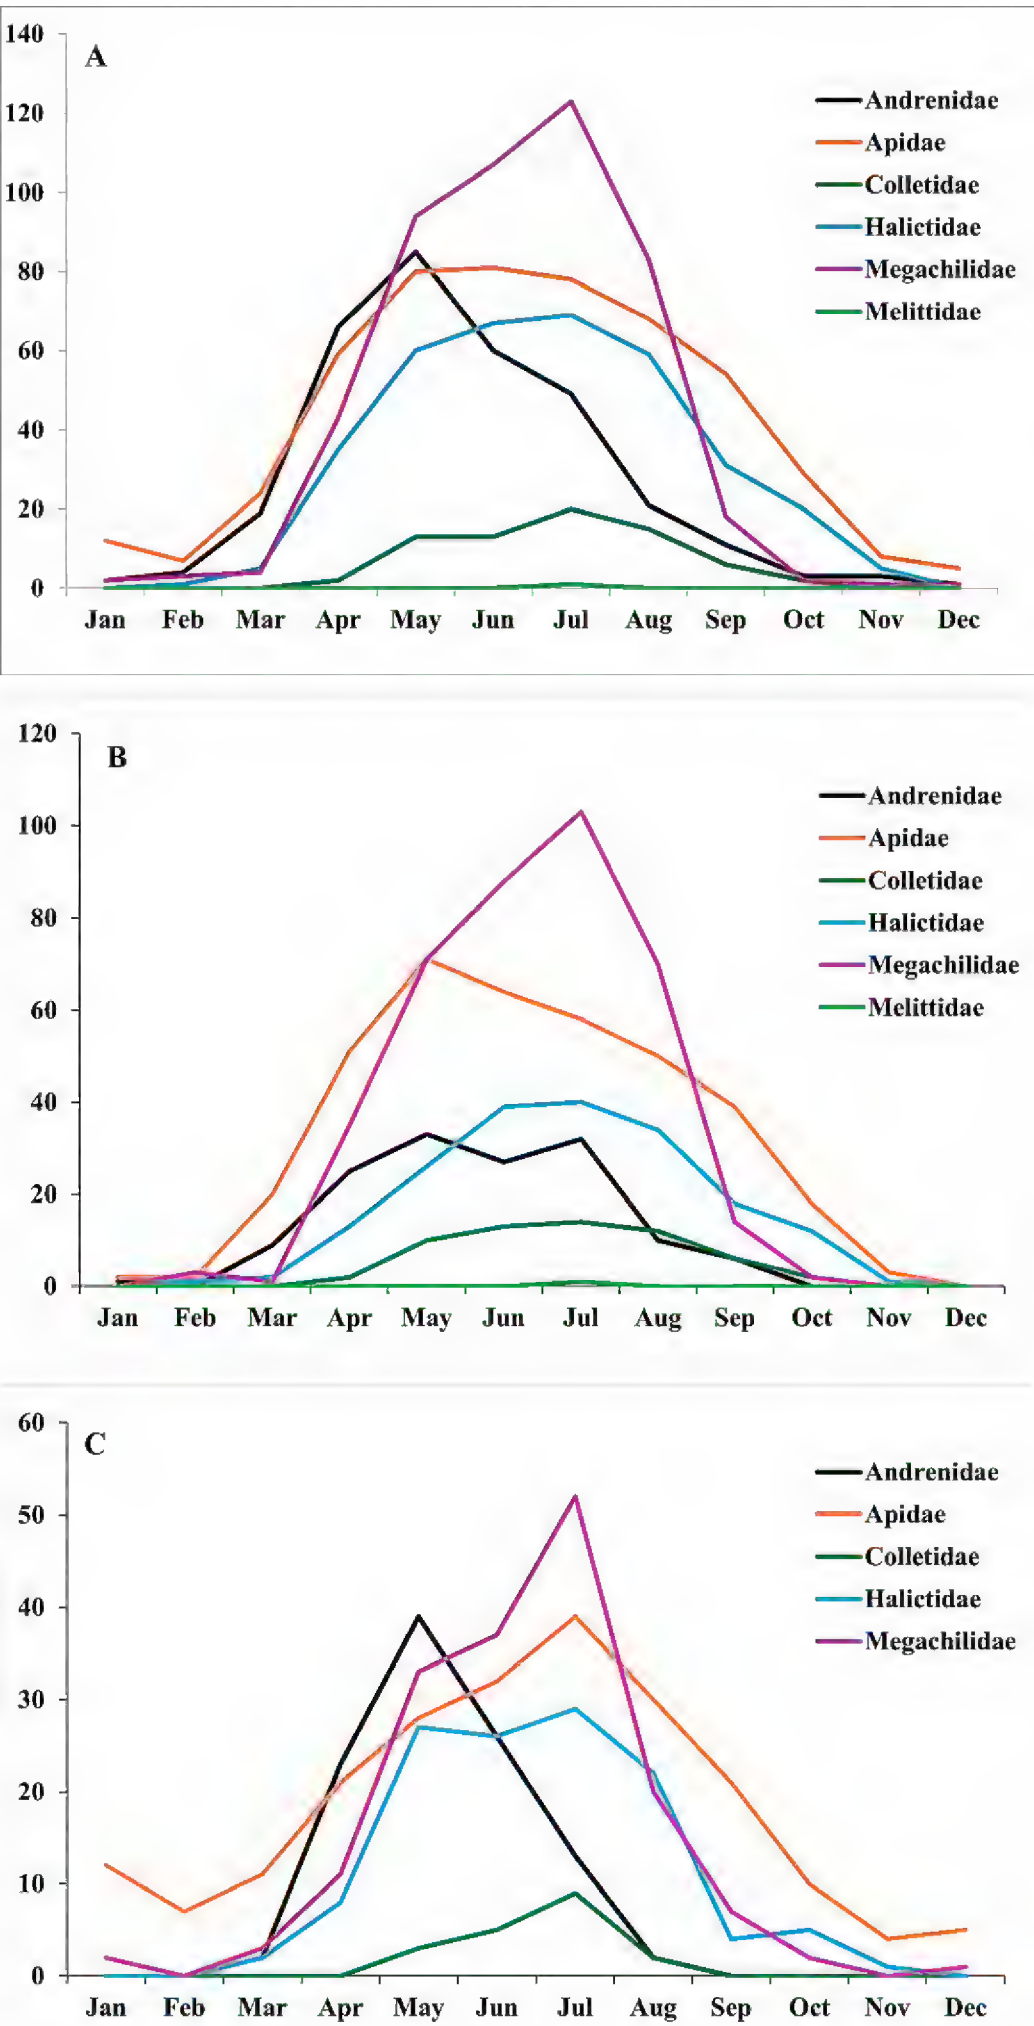 A
140
120
100
80
60
40
20
0
Andrenidae
Apidae
Colletidae
Halictidae
Megachilidae
Melittidae
Jan Feb Mar Apr May Jun Jul Aug Sep Oct Nov Dec
B
120
100
80
60
40
20
0
Andrenidae
Apidae
Colletidae
Halictidae
Megachilidae
Melittidae
Jan Feb Mar Apr May Jun Jul Aug Sep Oct Nov Dec
C
60
50
40
30
20
10
0
Andrenidae
Apidae
Colletidae
Halictidae
Megachilidae
Jan Feb Mar Apr May Jun Jul Aug Sep Oct Nov Dec